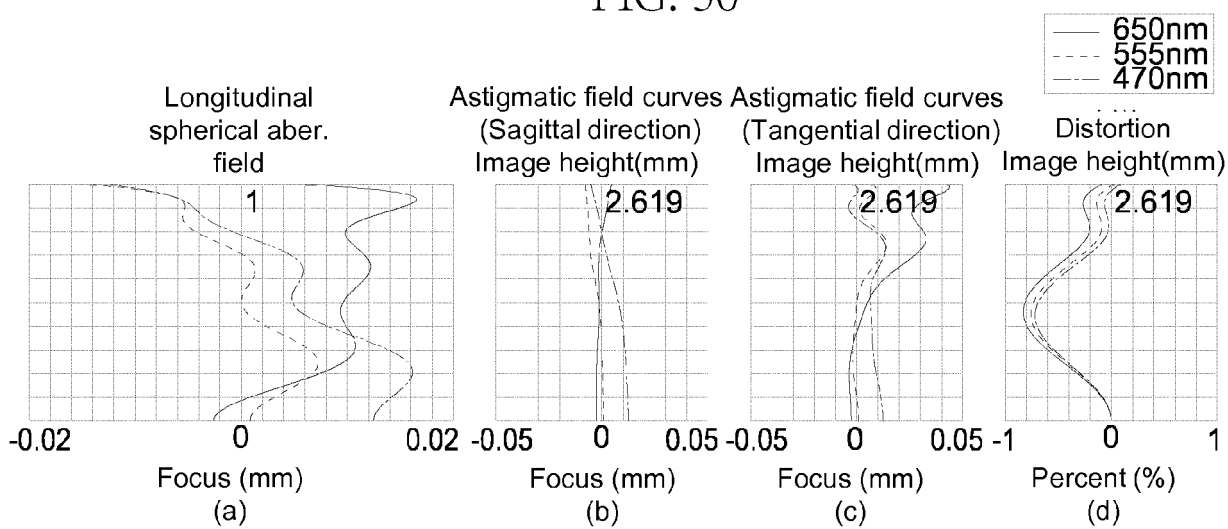 FIG. 30
650nm
555nm
470nm
Longitudinal
spherical aber.
field
Astigmatic field curves
(Sagittal direction)
Image height(mm)
Astigmatic field curves
(Tangential direction)
Image height(mm)
Distortion
Image height(mm)
1
2.619
2.619
2.619
-0.02 0 0.02
-0.05 0 0.05
-0.05 0 0.05
-1 0 1
Focus (mm)
Focus (mm)
Focus (mm)
Percent (%)
(a)
(b)
(c)
(d)